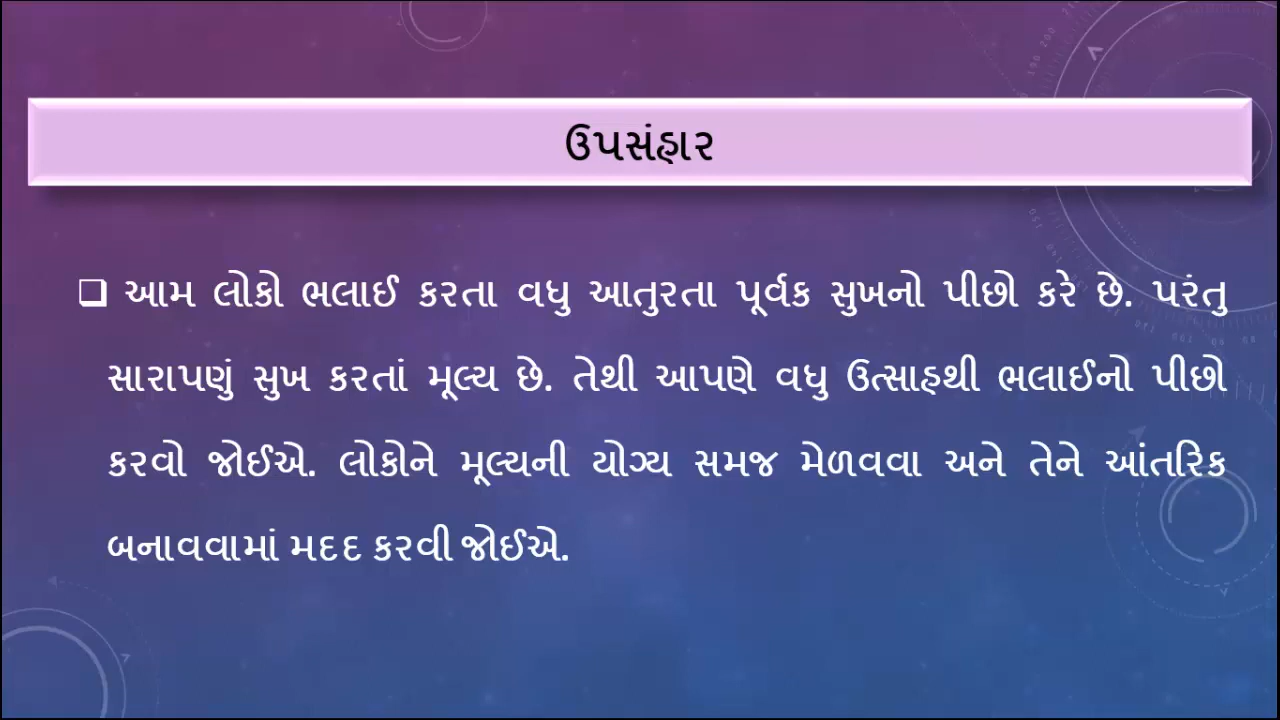 ઉપસંહાર
❑ આમ લોકો ભલાઈ કરતા વધુ આતુરતા પૂર્વક સુખનો પીછો કરે છે. પરંતુ
સારાપણું સુખ કરતાં મૂલ્ય છે. તેથી આપણે વધુ ઉત્સાહથી ભલાઈનો પીછો
કરવો જોઈએ. લોકોને મૂલ્યની યોગ્ય સમજ મેળવવા અને તેને આંતરિક
બનાવવામાં મદદ કરવી જોઈએ.